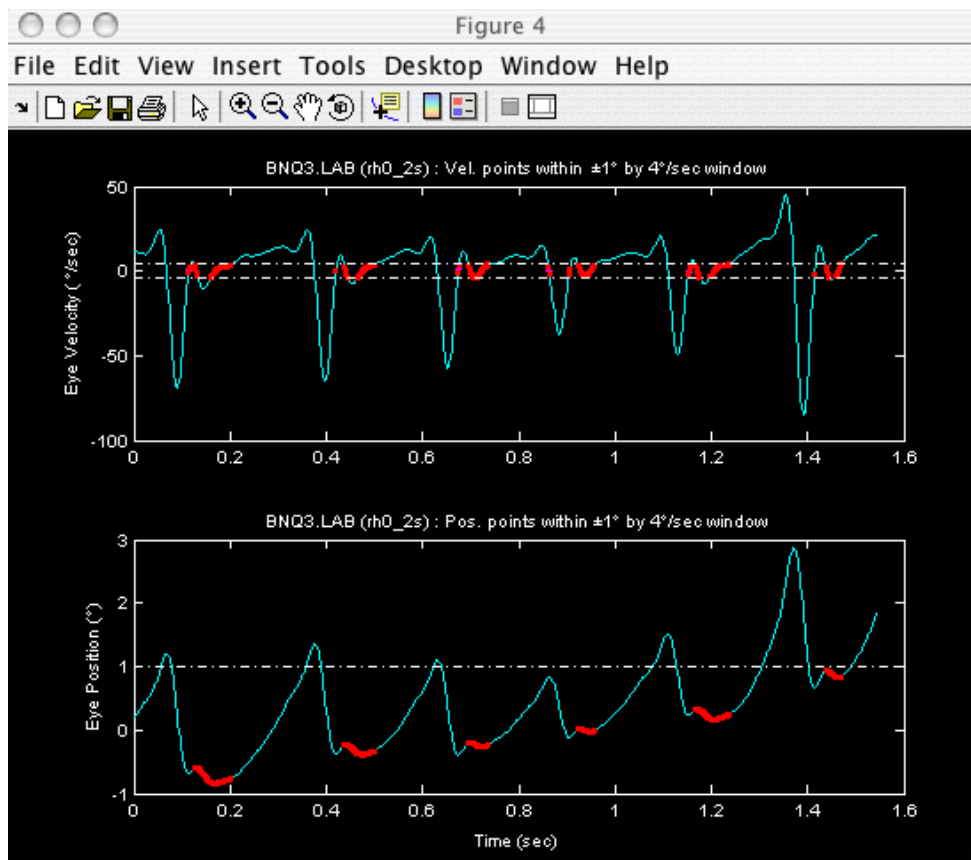 Figure 4
File Edit View Insert Tools Desktop Window Help
BNQ3.LAB (rh0_2s) : Vel. points within ±1° by 4°/sec window
Eye Velocity ( °/sec)
50
0
-50
-100
0 0.2 0.4 0.6 0.8 1 1.2 1.4 1.6
BNQ3.LAB (rh0_2s) : Pos. points within ±1° by 4°/sec window
Eye Position (°)
3
2
1
0
-1
0 0.2 0.4 0.6 0.8 1 1.2 1.4 1.6
Time (sec)